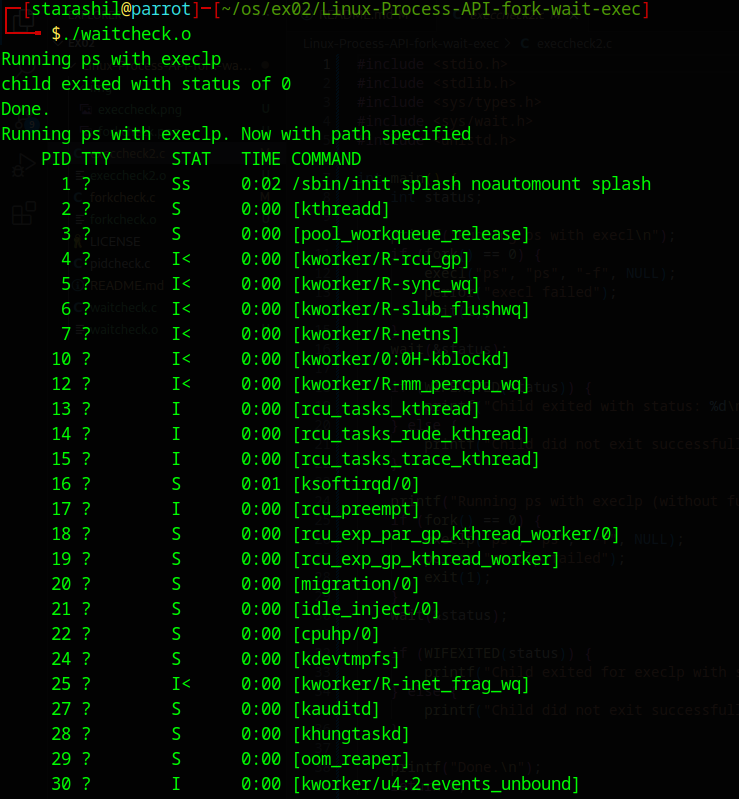 [starashil@parrot]─[~/os/ex02/Linux-Process-API-fork-wait-exec]
$./waitcheck.o
Running ps with execlp
child exited with status of 0
Done.
Running ps with execlp. Now with path specified
PID TTY STAT TIME COMMAND
1 ? Ss 0:02 /sbin/init splash noautomount splash
2 ? S 0:00 [kthreadd]
3 ? S 0:00 [pool_workqueue_release]
4 ? I< 0:00 [kworker/R-rcu_gp]
5 ? I< 0:00 [kworker/R-sync_wq]
6 ? I< 0:00 [kworker/R-slub_flushwq]
7 ? I< 0:00 [kworker/R-netns]
10 ? I< 0:00 [kworker/0:0H-kblockd]
12 ? I< 0:00 [kworker/R-mm_percpu_wq]
13 ? I 0:00 [rcu_tasks_kthread]
14 ? I 0:00 [rcu_tasks_rude_kthread]
15 ? I 0:00 [rcu_tasks_trace_kthread]
16 ? S 0:01 [ksoftirqd/0]
17 ? I 0:00 [rcu_preempt]
18 ? S 0:00 [rcu_exp_par_gp_kthread_worker/0]
19 ? S 0:00 [rcu_exp_gp_kthread_worker]
20 ? S 0:00 [migration/0]
21 ? S 0:00 [idle_inject/0]
22 ? S 0:00 [cpuhp/0]
24 ? S 0:00 [kdevtmpfs]
25 ? I< 0:00 [kworker/R-inet_frag_wq]
27 ? S 0:00 [kauditd]
28 ? S 0:00 [khungtaskd]
29 ? S 0:00 [oom_reaper]
30 ? I 0:00 [kworker/u4:2-events_unbound]